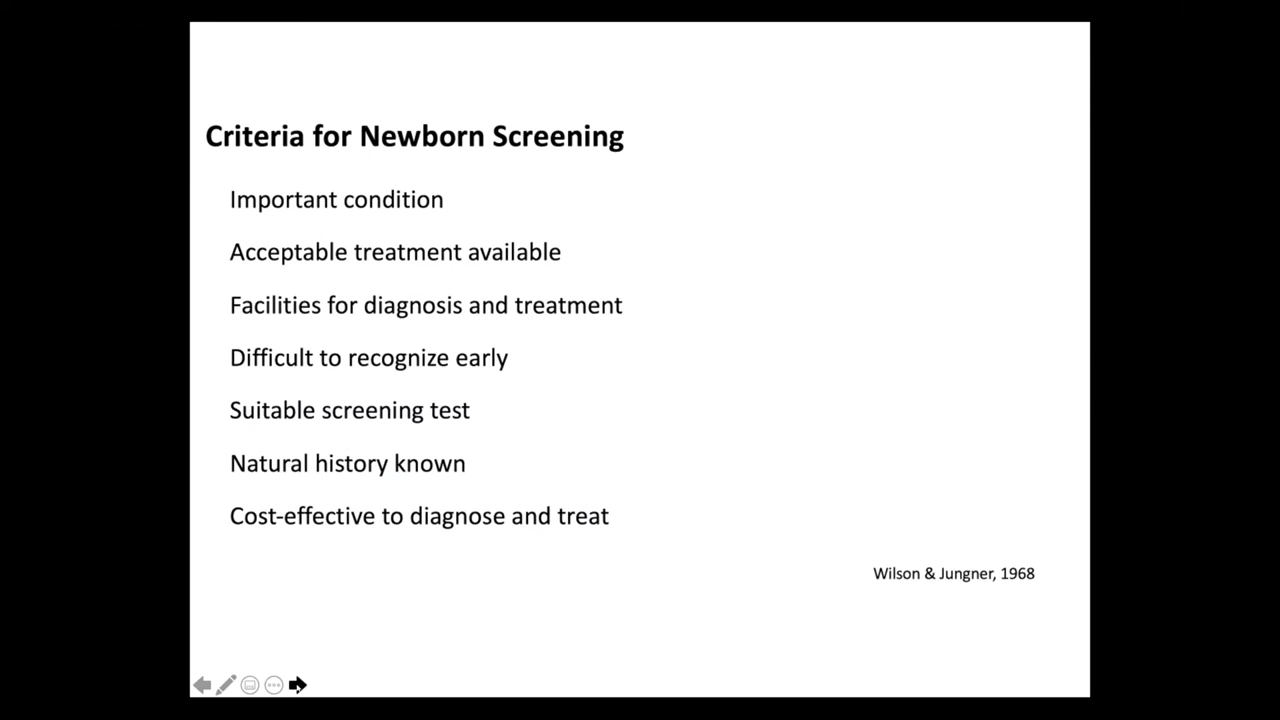 Criteria for Newborn Screening
Important condition
Acceptable treatment available
Facilities for diagnosis and treatment
Difficult to recognize early
Suitable screening test
Natural history known
Cost-effective to diagnose and treat
Wilson & Jungner, 1968